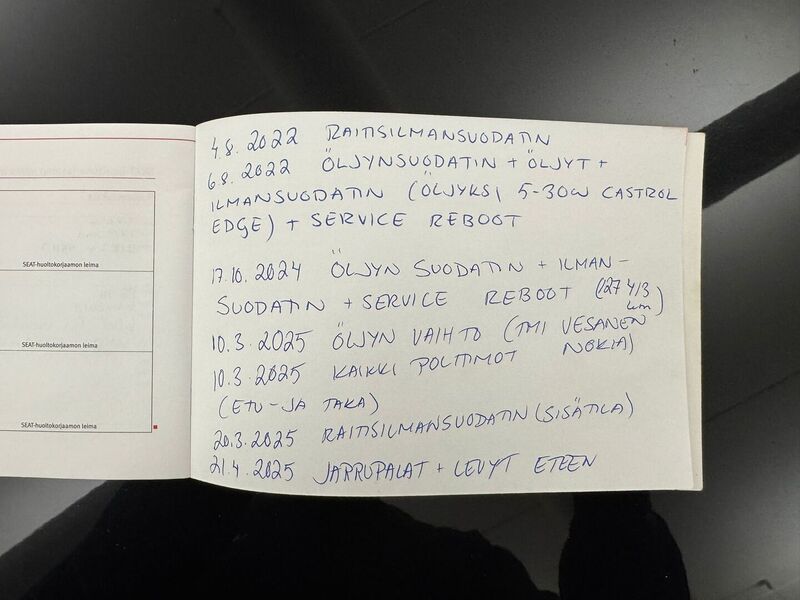 SEAT-huoltokorjaamon leima
SEAT-huoltokorjaamon leima
SEAT-huoltokorjaamon leima
4.8.2022 RAITISILMANSUODATIN
6.8.2022 ÖLJYNSUODATIN + ÖLJYT +
ILMANSUODATIN (ÖLJYKSI 5-30W CASTROL
EDGE) + SERVICE REBOOT
17.10.2024 ÖLJYN SUODATIN + ILMAN-
SUODATIN + SERVICE REBOOT (127413
km)
10.3.2025 ÖLJYN VAIHTO (TMI VESANEN
NOKIA)
10.3.2025 KAIKKI POLTTIMOT
(ETU-JA TAKA)
20.3.2025 RAITISILMANSUODATIN (SISÄTILA)
21.4.2025 JARRUPALAT + LEVYT ETEEN